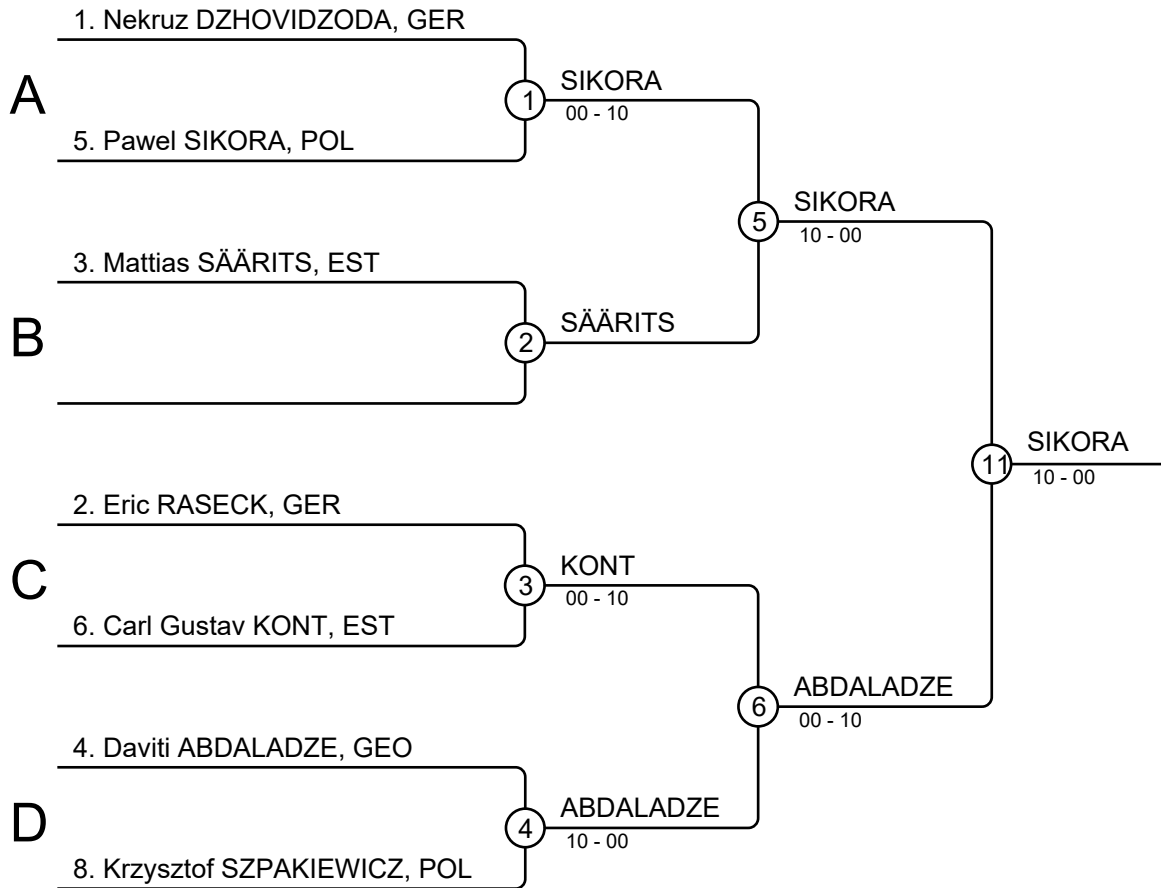 1. Nekruz DZHOVIDZODA, GER
A
1
SIKORA
00 - 10
5. Pawel SIKORA, POL
5
SIKORA
10 - 00
3. Mattias SÄÄRITS, EST
B
2
SÄÄRITS
11
SIKORA
10 - 00
2. Eric RASECK, GER
C
3
KONT
00 - 10
6. Carl Gustav KONT, EST
6
ABDALADZE
00 - 10
4. Daviti ABDALADZE, GEO
D
4
ABDALADZE
10 - 00
8. Krzysztof SZPAKIEWICZ, POL